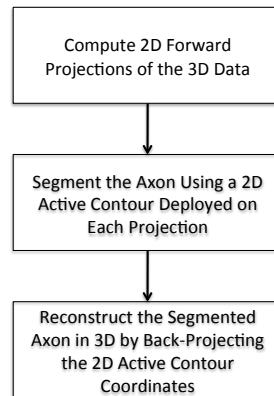 Compute 2D Forward
Projections of the 3D Data
Segment the Axon Using a 2D
Active Contour Deployed on
Each Projection
Reconstruct the Segmented
Axon in 3D by Back-Projecting
the 2D Active Contour
Coordinates